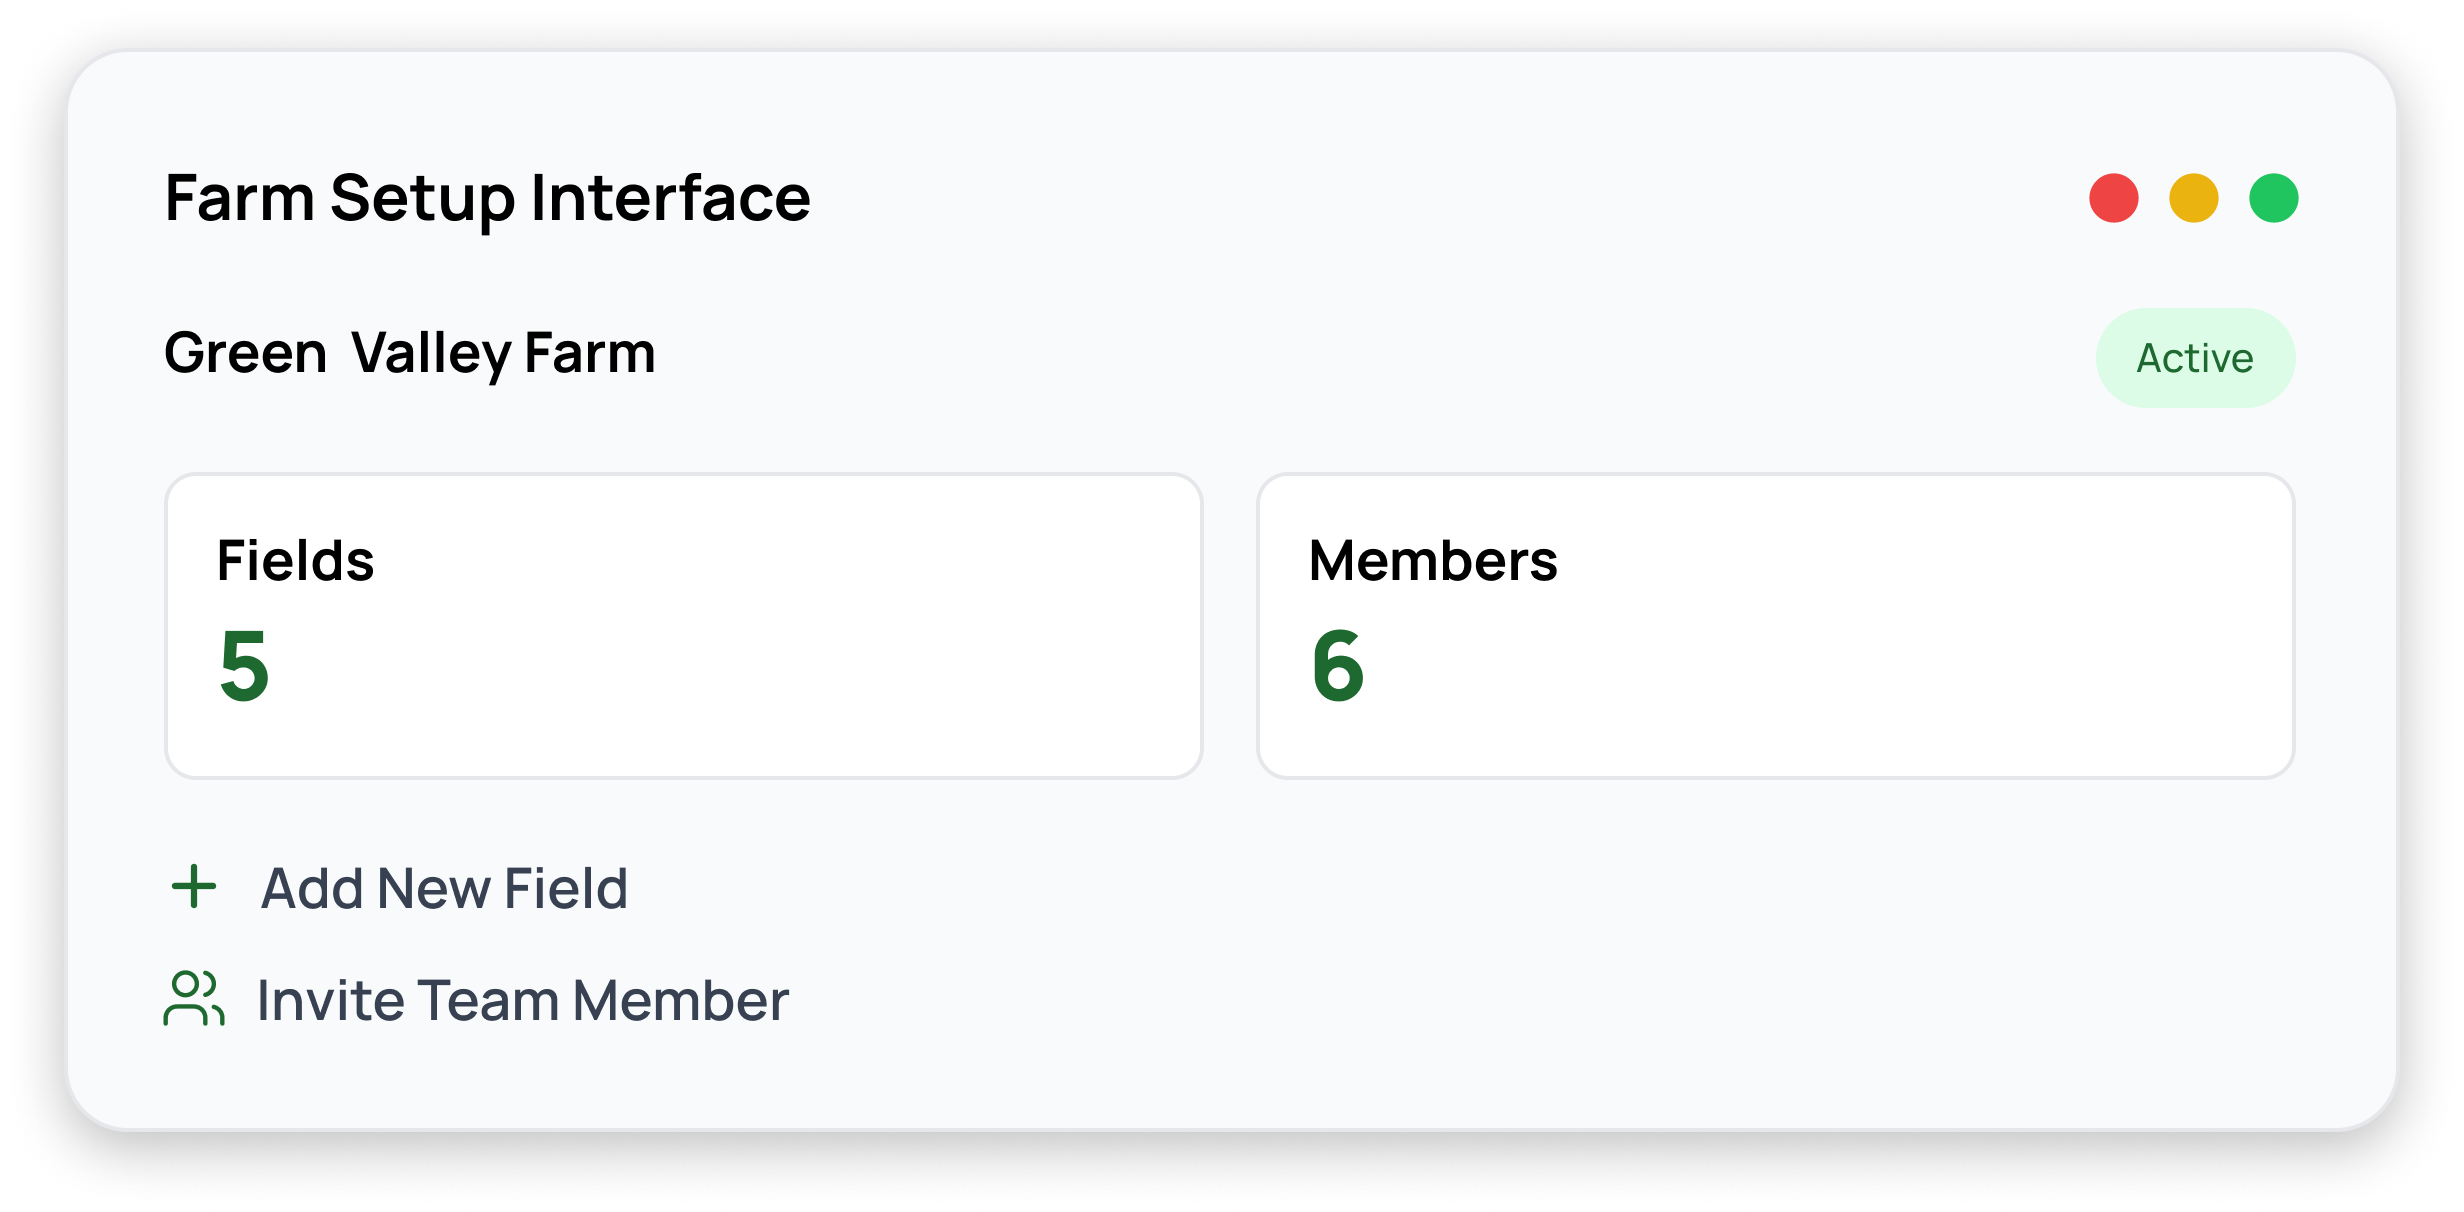 Farm Setup Interface
Green Valley Farm
Active
Fields
5
Members
6
Add New Field
Invite Team Member